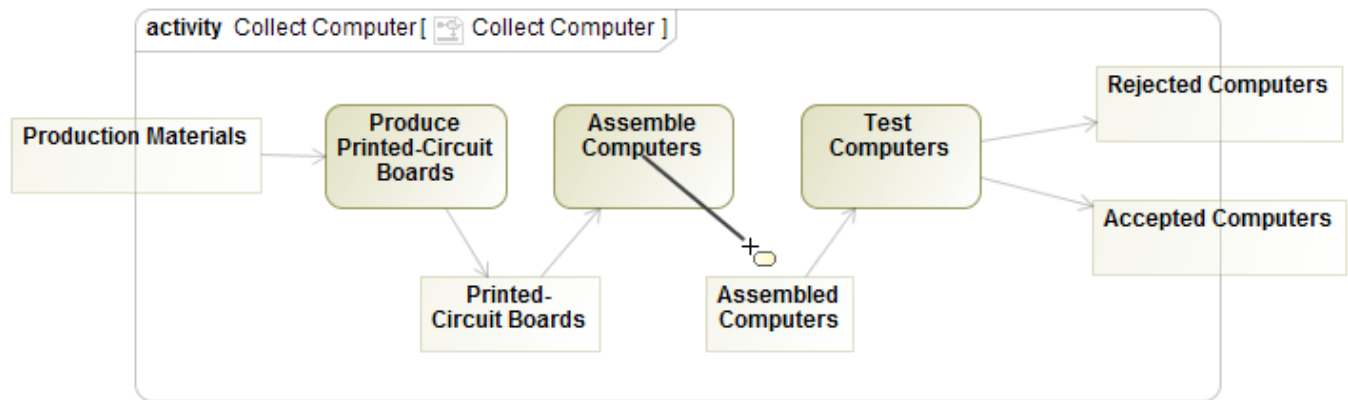 activity Collect Computer [ Collect Computer ]
Production Materials
Produce
Printed-Circuit
Boards
Assemble
Computers
Test
Computers
Rejected Computers
Accepted Computers
Printed-
Circuit Boards
Assembled
Computers